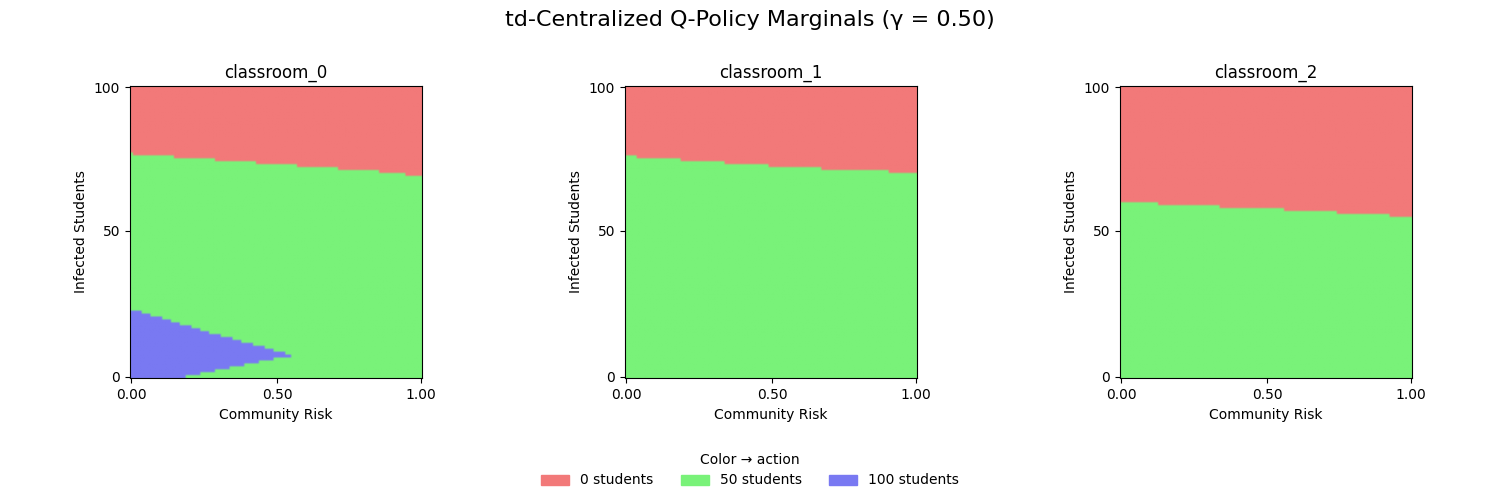 td-Centralized Q-Policy Marginals (γ = 0.50)
classroom_0
100
50
0
Infected Students
0.00 0.50 1.00
Community Risk
classroom_1
100
50
0
Infected Students
0.00 0.50 1.00
Community Risk
classroom_2
100
50
0
Infected Students
0.00 0.50 1.00
Community Risk
Color → action
0 students 50 students 100 students